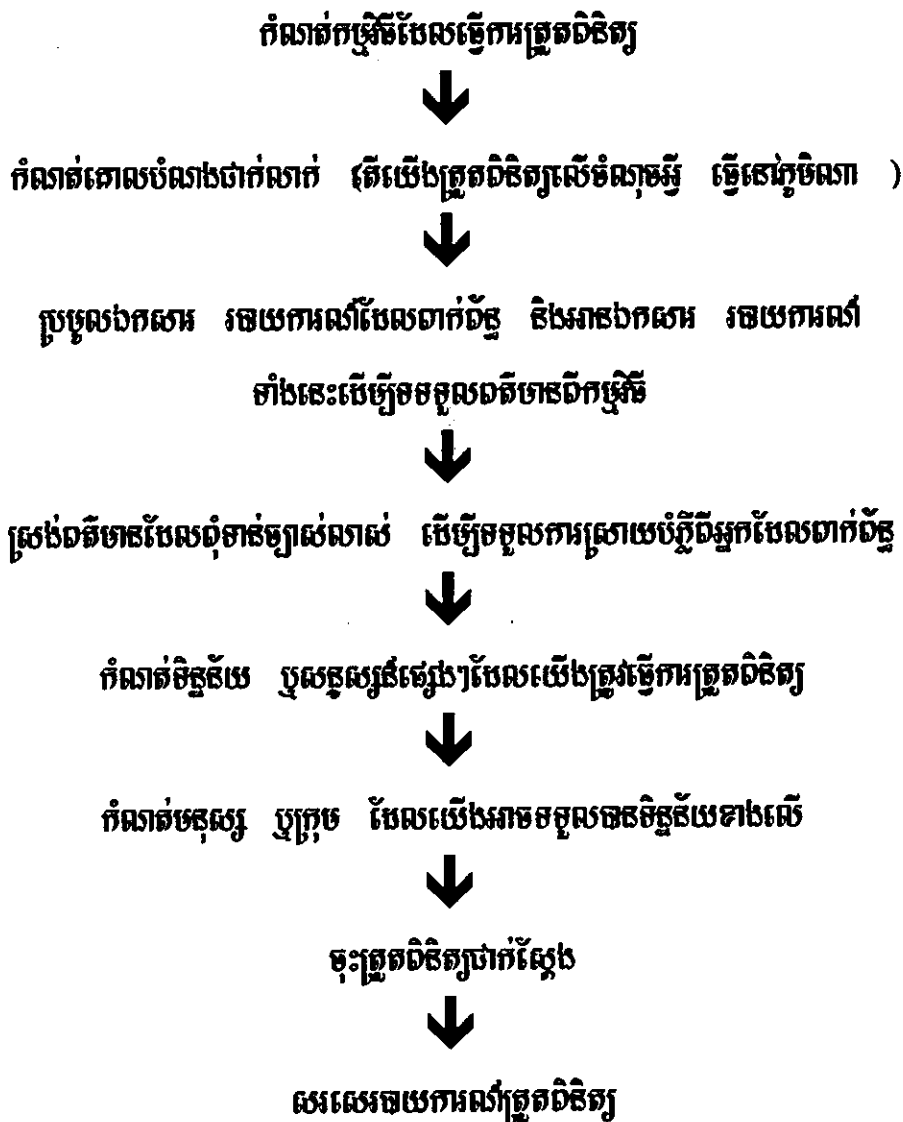 កំណត់កម្មវិធីដែលធ្វើការត្រួតពិនិត្យ
កំណត់គោលបំណងជាក់លាក់ (តើយើងត្រួតពិនិត្យលើចំណុចអ្វី ធ្វើនៅភូមិណា )
ប្រមូលឯកសារ របាយការណ៍ដែលពាក់ព័ន្ធ និងអានឯកសារ របាយការណ៍
ទាំងនេះដើម្បីទទទួលពត៌មានពីកម្មវិធី
ស្រង់ពត៌មានដែលពុំទាន់ច្បាស់លាស់ ដើម្បីទទួលការស្រាយបំភ្លឺពីអ្នកដែលពាក់ព័ន្ធ
កំណត់ទិន្នន័យ ឬសន្ទស្សន៍ផ្សេងៗដែលយើងត្រូវធ្វើការត្រួតពិនិត្យ
កំណត់មនុស្ស ឬក្រុម ដែលយើងអាចទទួលបានទិន្នន័យខាងលើ
ចុះត្រួតពិនិត្យជាក់ស្តែង
សរសេរបាយការណ៍ត្រួតពិនិត្យ